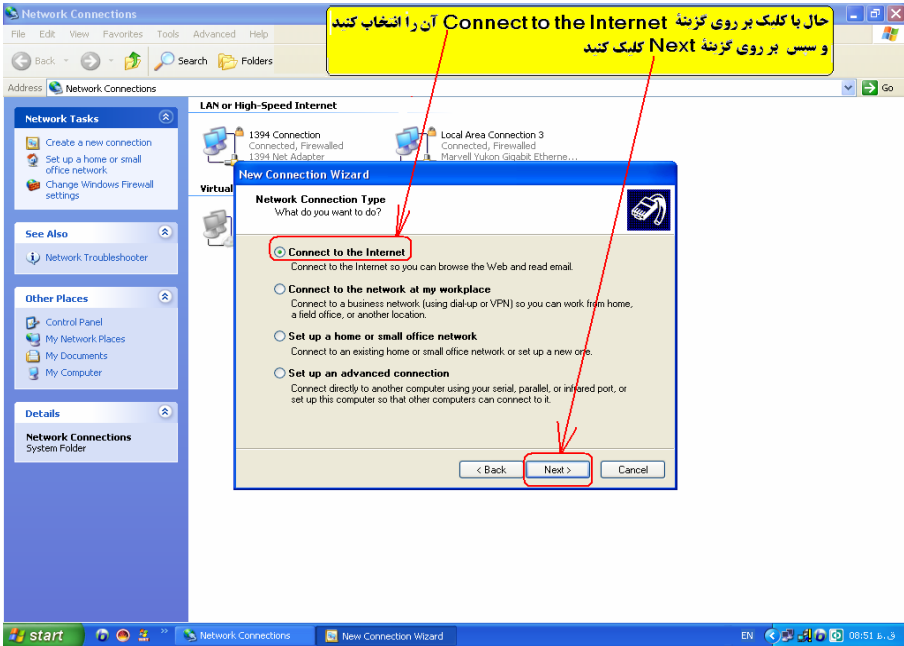 Network Connections
حال با کلیک بر روی گزینهٔ Connect to the Internet آن را انتخاب کنید
و سپس بر روی گزینهٔ Next کلیک کنید
File Edit View Favorites Tools Advanced Help
Back Search Folders
Address Network Connections Go
Network Tasks
Create a new connection
Set up a home or small
office network
Change Windows Firewall
settings
See Also
Network Troubleshooter
Other Places
Control Panel
My Network Places
My Documents
My Computer
Details
Network Connections
System Folder
LAN or High-Speed Internet
1394 Connection
Connected, Firewalled
1394 Net Adapter
Local Area Connection 3
Connected, Firewalled
Marvell Yukon Gigabit Etherne...
Virtual
New Connection Wizard
Network Connection Type
What do you want to do?
Connect to the Internet
Connect to the Internet so you can browse the Web and read email.
Connect to the network at my workplace
Connect to a business network (using dial-up or VPN) so you can work from home,
a field office, or another location.
Set up a home or small office network
Connect to an existing home or small office network or set up a new one.
Set up an advanced connection
Connect directly to another computer using your serial, parallel, or infrared port, or
set up this computer so that other computers can connect to it.
< Back Next > Cancel
start Network Connections New Connection Wizard EN 08:51 ق.ظ